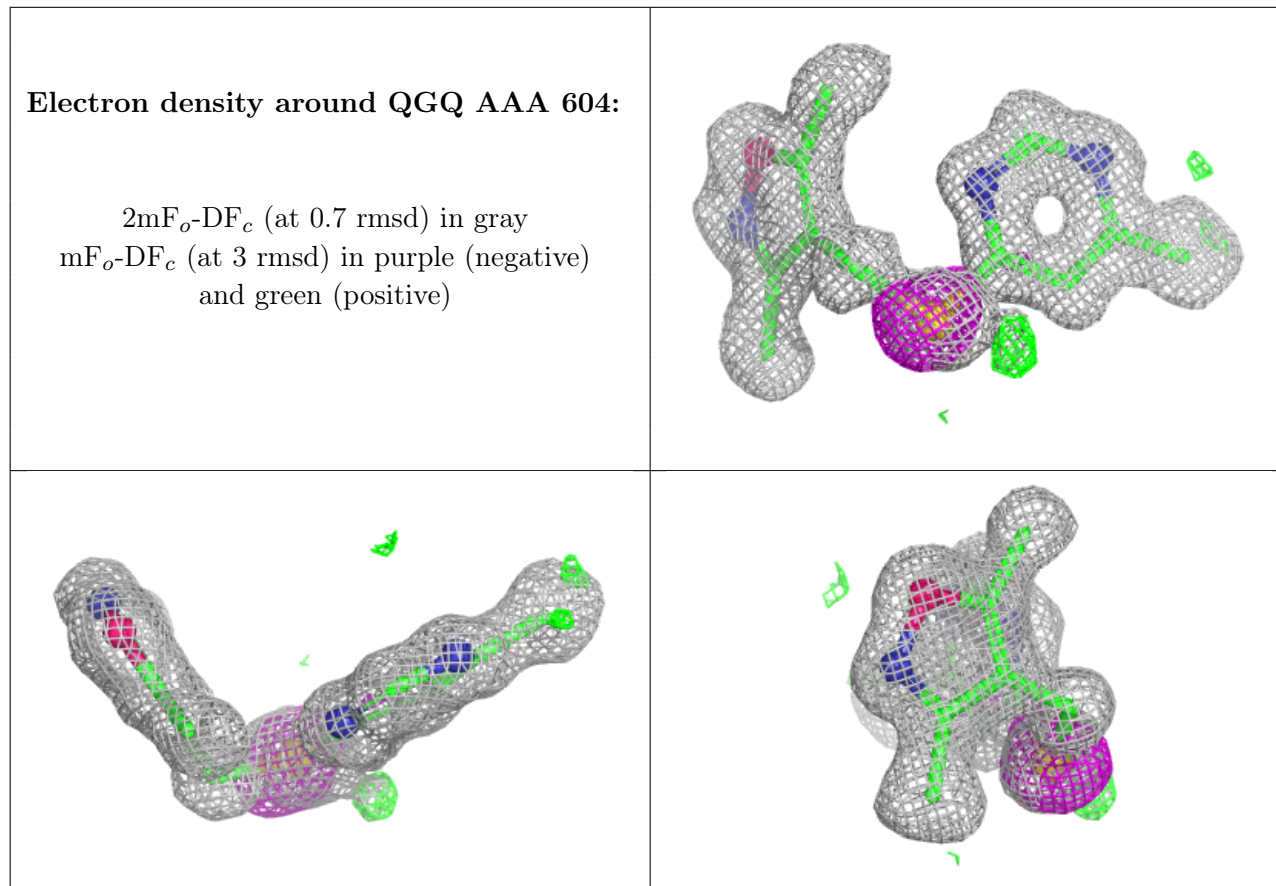 Electron density around QGQ AAA 604:
2mFₒ-DF𝒸 (at 0.7 rmsd) in gray
mFₒ-DF𝒸 (at 3 rmsd) in purple (negative)
and green (positive)